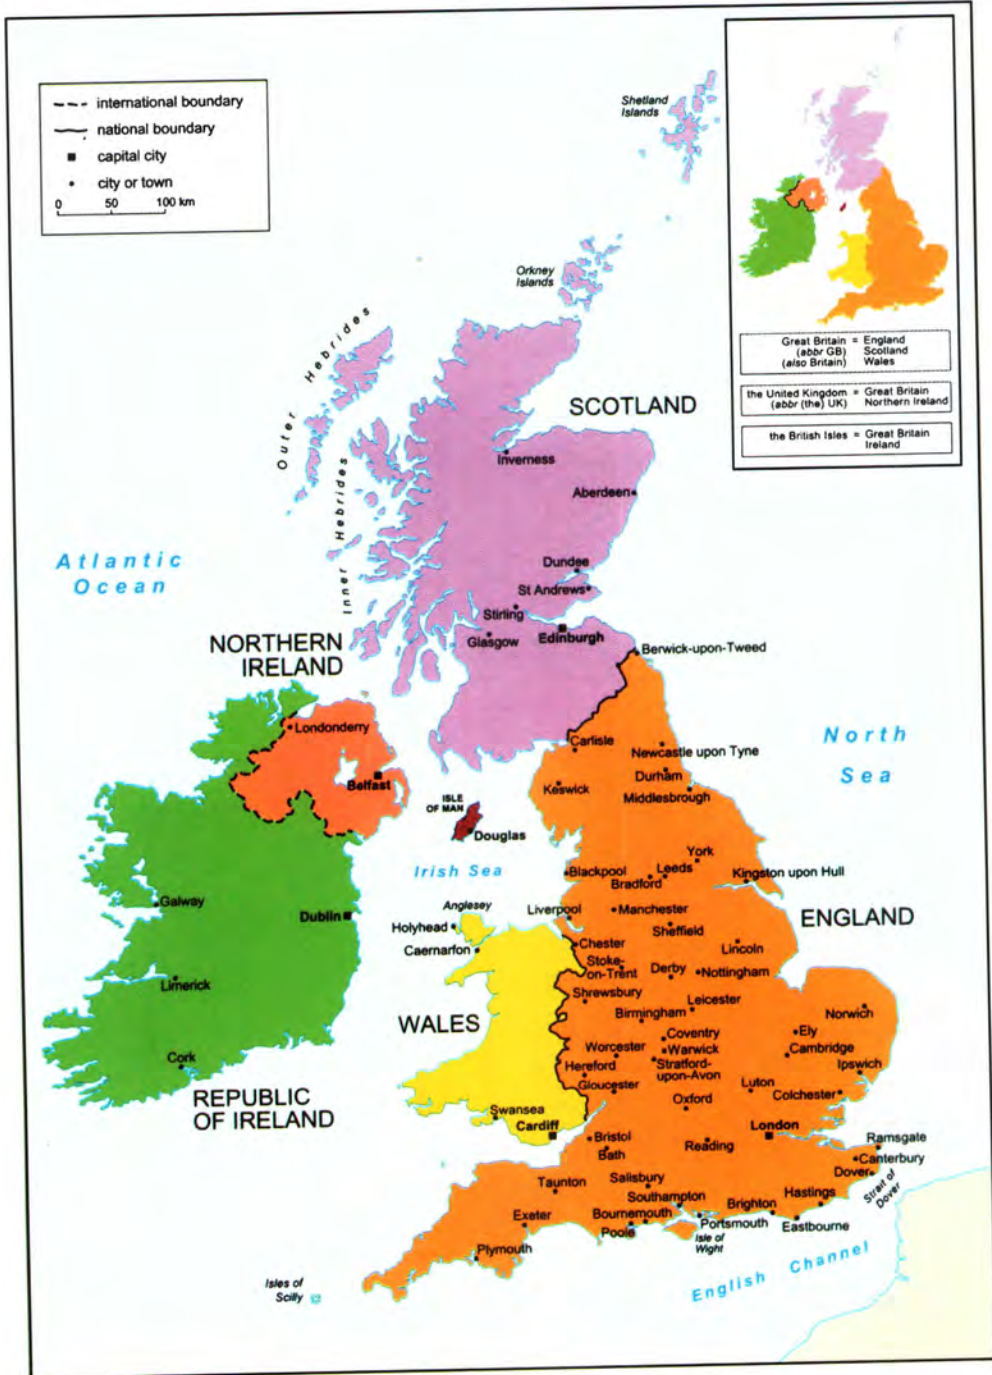 international boundary
national boundary
capital city
city or town
0 50 100 km
Shetland
Islands
Orkney
Islands
Outer Hebrides
Inner Hebrides
SCOTLAND
Inverness
Aberdeen
Dundee
St Andrews
Stirling
Glasgow
Edinburgh
Berwick-upon-Tweed
Atlantic
Ocean
NORTHERN
IRELAND
Londonderry
Belfast
ISLE
OF MAN
Douglas
Irish Sea
North
Sea
Carlisle
Newcastle upon Tyne
Durham
Keswick
Middlesbrough
York
Blackpool
Leeds
Bradford
Kingston upon Hull
Anglesey
Liverpool
Manchester
Holyhead
Sheffield
ENGLAND
Caernarfon
Chester
Lincoln
Stoke-
on-Trent
Derby
Nottingham
Shrewsbury
Leicester
Norwich
Birmingham
WALES
Coventry
Ely
Worcester
Warwick
Cambridge
Hereford
Stratford-
upon-Avon
Ipswich
Gloucester
Luton
Colchester
Oxford
Swansea
Cardiff
London
Bristol
Reading
Ramsgate
Bath
Canterbury
Dover
Strait of
Dover
Taunton
Salisbury
Southampton
Brighton
Hastings
Exeter
Bournemouth
Portsmouth
Eastbourne
Poole
Isle of
Wight
Plymouth
English Channel
Isles of
Scilly
Galway
Dublin
Limerick
Cork
REPUBLIC
OF IRELAND
Great Britain = England
(abbr GB) Scotland
(also Britain) Wales
the United Kingdom = Great Britain
(abbr (the) UK) Northern Ireland
the British Isles = Great Britain
Ireland